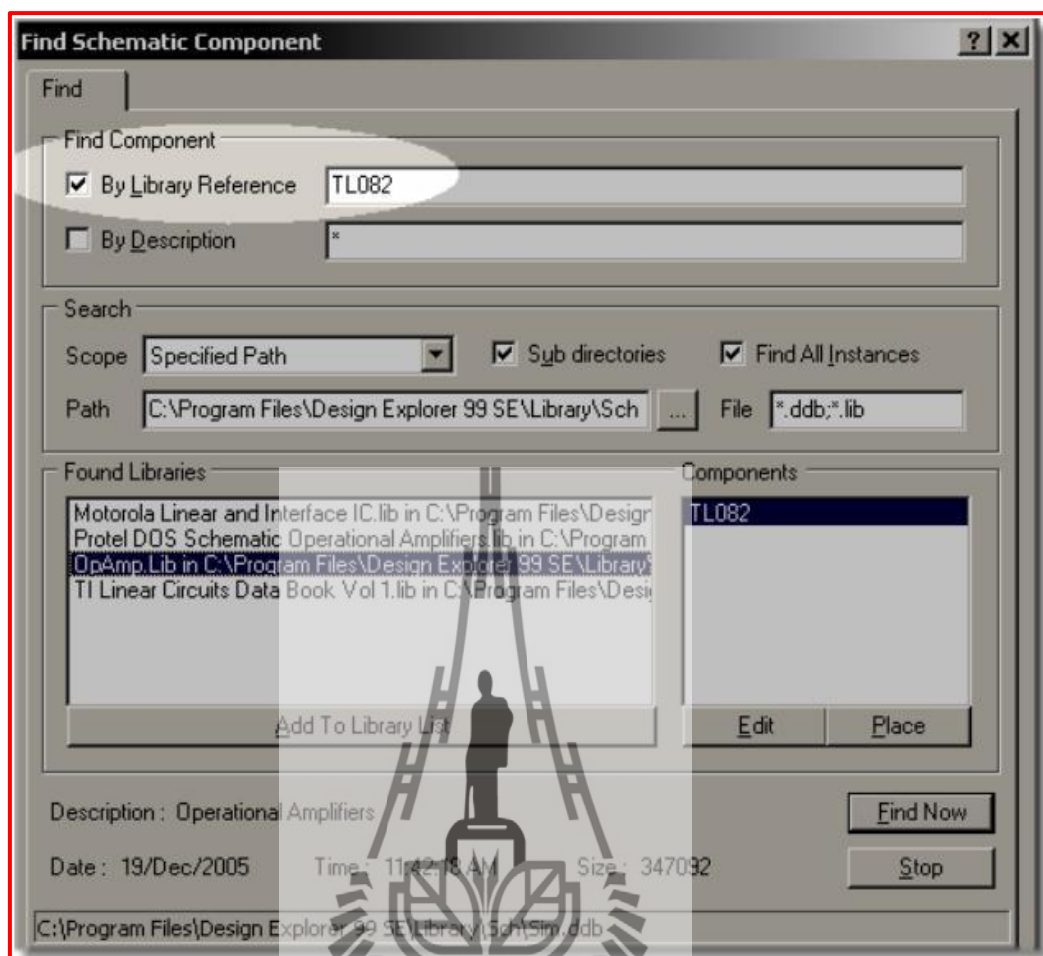 Find Schematic Component
Find
Find Component
By Library Reference TL082
By Description *
Search
Scope Specified Path Sub directories Find All Instances
Path C:\Program Files\Design Explorer 99 SE\Library\Sch ... File *.ddb;*.lib
Found Libraries Components
Motorola Linear and Interface IC.lib in C:\Program Files\Design TL082
Protel DOS Schematic Operational Amplifiers.lib in C:\Program
OpAmp.Lib in C:\Program Files\Design Explorer 99 SE\Library\
TI Linear Circuits Data Book Vol 1.lib in C:\Program Files\Desi
Add To Library List Edit Place
Description : Operational Amplifiers Find Now
Date : 19/Dec/2005 Time : 11:42:18 AM Size : 347092 Stop
C:\Program Files\Design Explorer 99 SE\Library\Sch\Sim.ddb